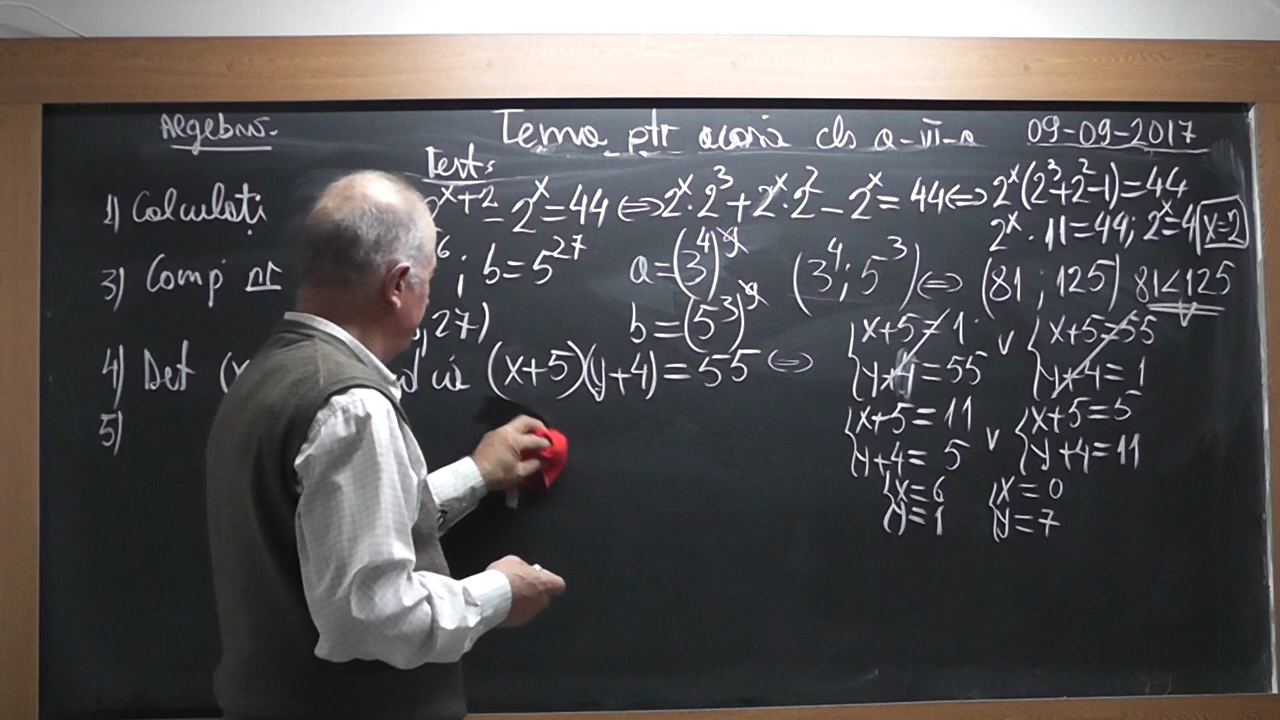 Algebra.
Tema ptr acasă cls a-VI-a 09-09-2017
Test:
1) Calculați 2^{x+2} - 2^x = 44 ⇔ 2^x · 2^3 + 2^x · 2^2 - 2^x = 44 ⇔ 2^x(2^3+2^2-1) = 44
2^x · 11 = 44; 2^x = 4 x=2
3) Comp nr 6; b = 5^{27} a = (3^4)^9 (3^4; 5^3) ⇔ (81; 125) 81<125
, 27) b = (5^3)^9
4) Det (x (x+5)(y+4) = 55 ⇔
{x+5=1 y+4=55 v {x+5=55 y+4=1
{x+5=11 y+4=5 v {x+5=5 y+4=11
{x=6 y=1 {x=0 y=7
5)